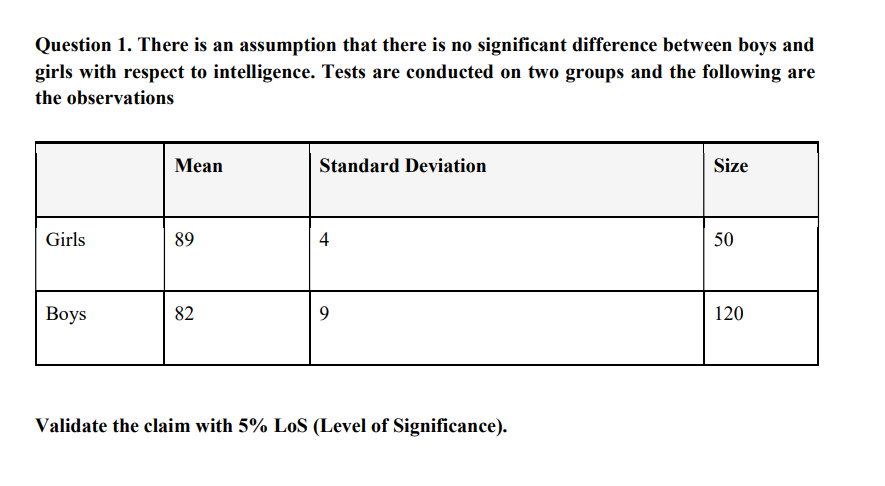 Question 1. There is an assumption that there is no significant difference between boys and
girls with respect to intelligence. Tests are conducted on two groups and the following are
the observations
Mean Standard Deviation Size
Girls 89 4 50
Boys 82 9 120
Validate the claim with 5% LoS (Level of Significance).